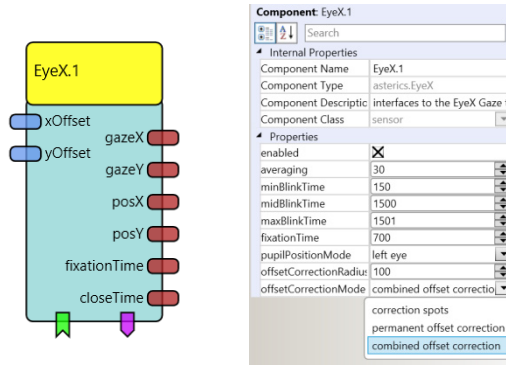 EyeX.1
xOffset
yOffset
gazeX
gazeY
posX
posY
fixationTime
closeTime
Component: EyeX.1
Search
Internal Properties
Component Name EyeX.1
Component Type asterics.EyeX
Component Descriptic interfaces to the EyeX Gaze
Component Class sensor
Properties
enabled
averaging 30
minBlinkTime 150
midBlinkTime 1500
maxBlinkTime 1501
fixationTime 700
pupilPositionMode left eye
offsetCorrectionRadiu 100
offsetCorrectionMode combined offset correctio
correction spots
permanent offset correction
combined offset correction